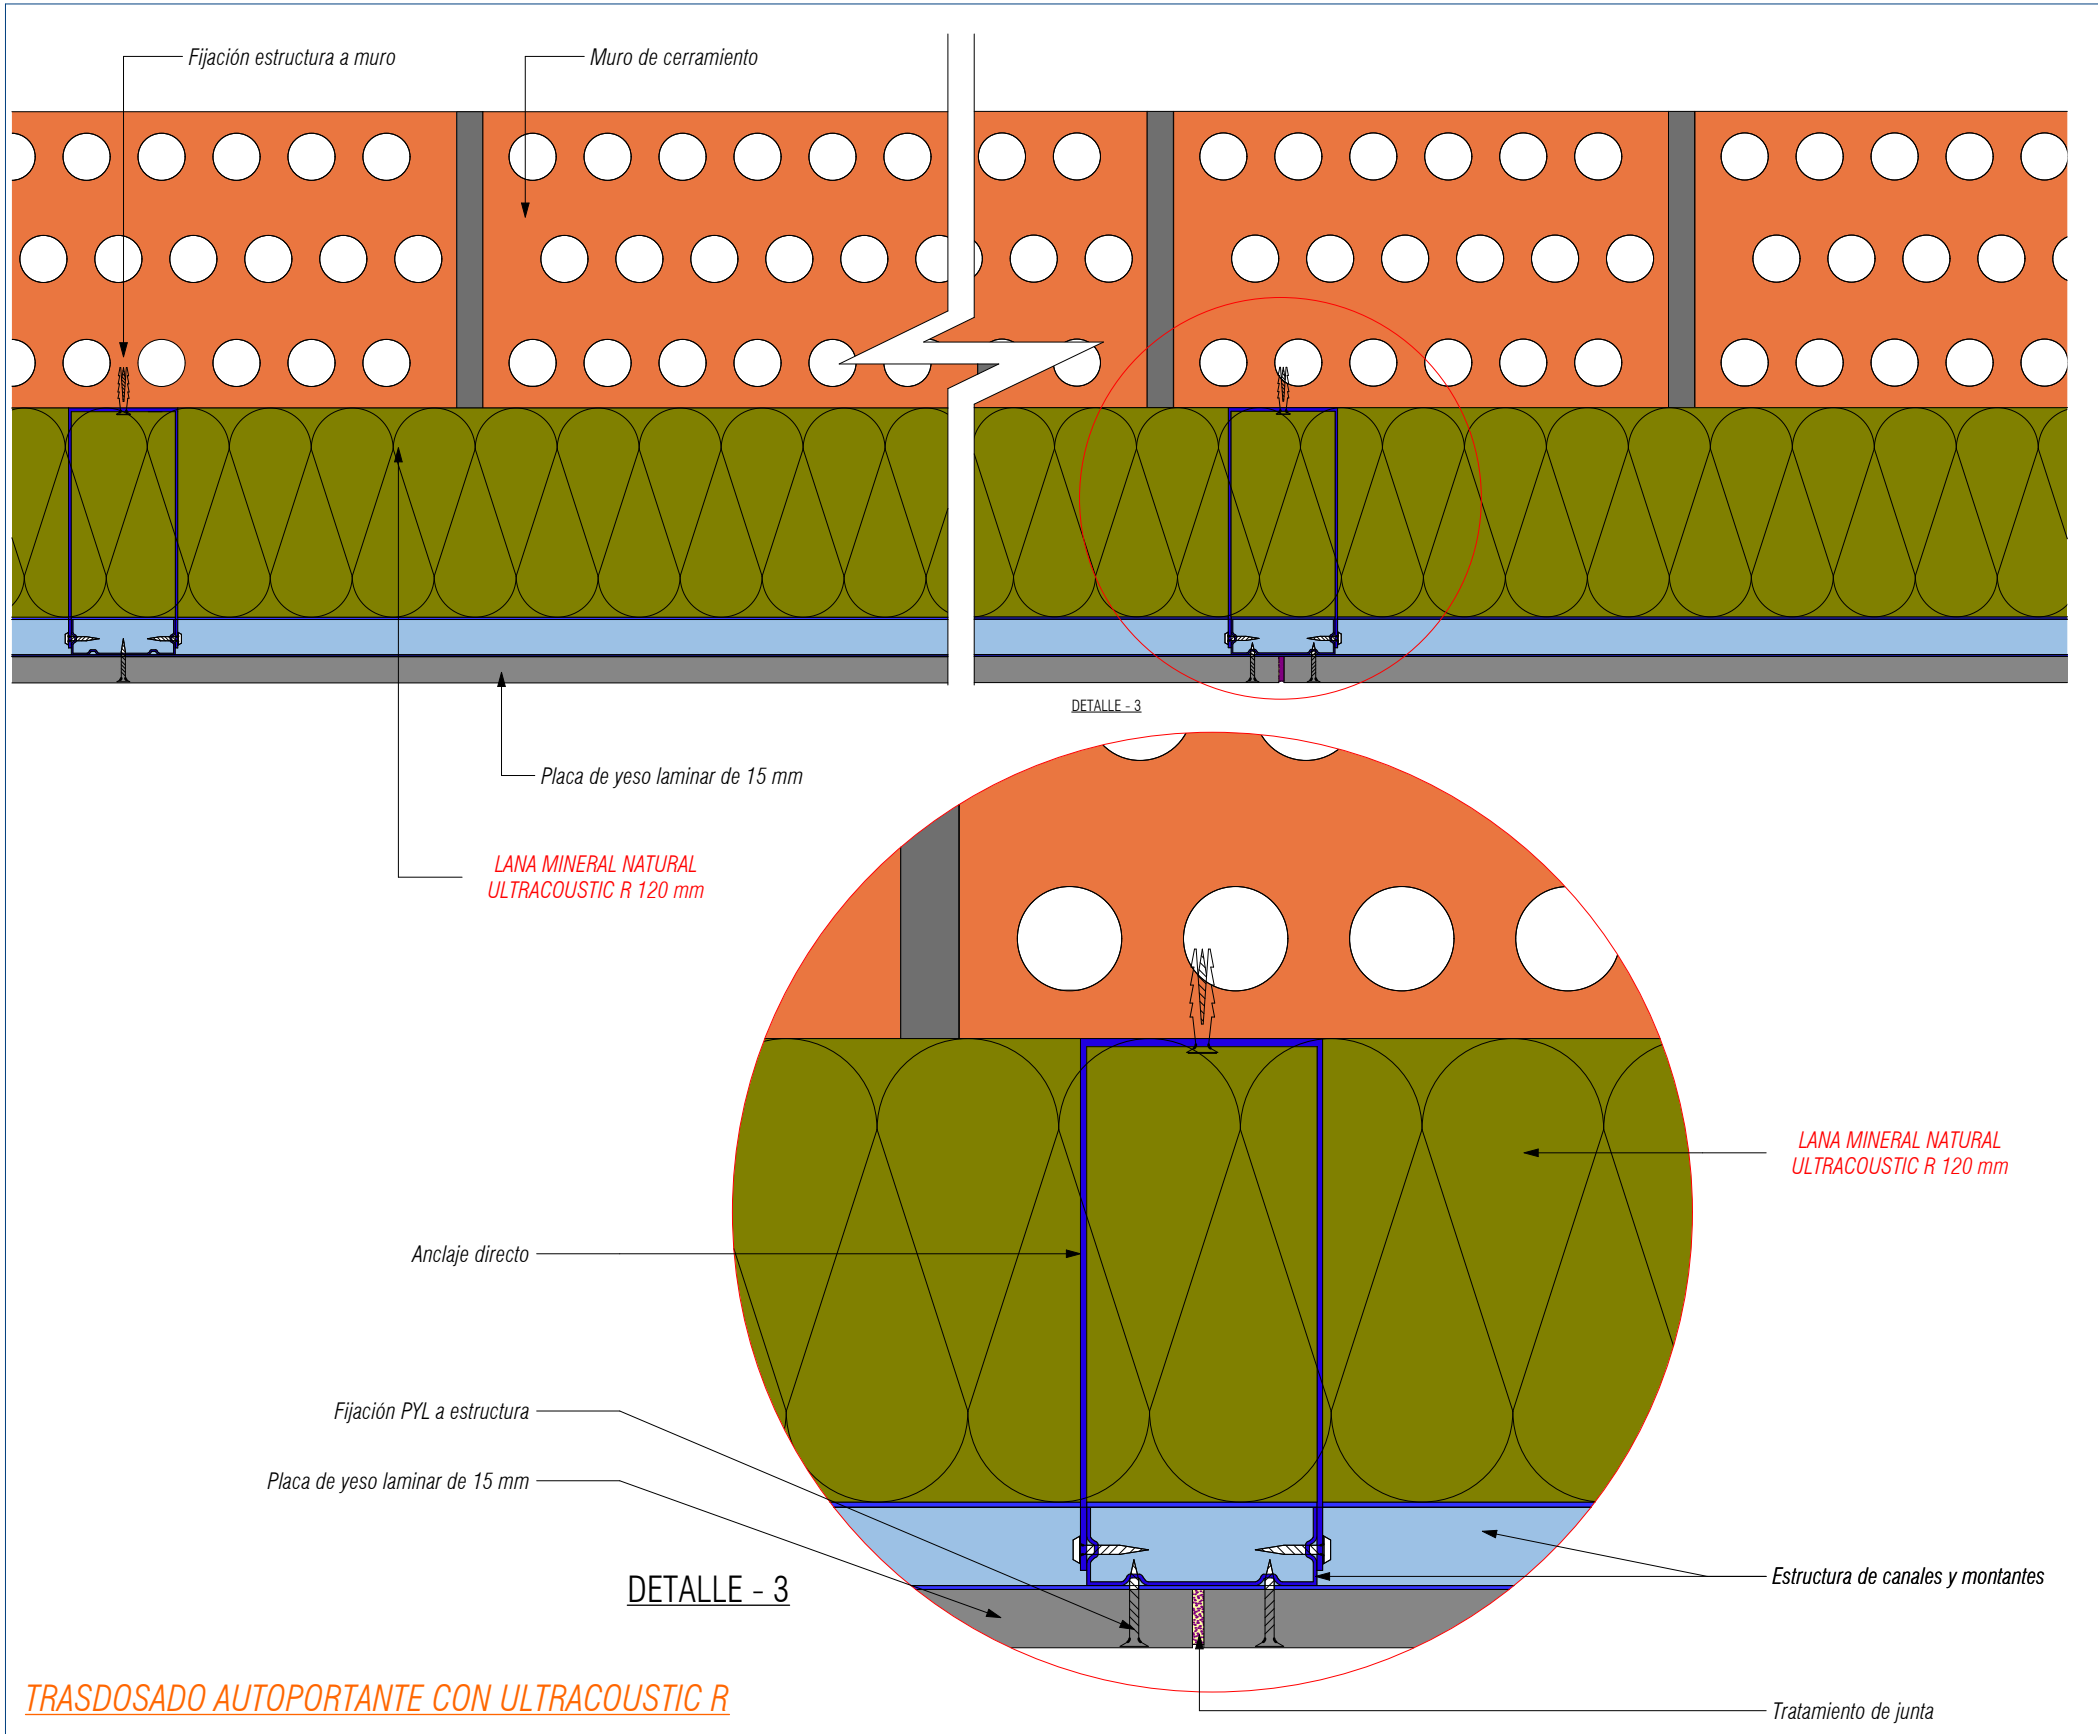 Fijación estructura a muro
Muro de cerramiento
DETALLE - 3
Placa de yeso laminar de 15 mm
LANA MINERAL NATURAL
ULTRACOUSTIC R 120 mm
LANA MINERAL NATURAL
ULTRACOUSTIC R 120 mm
Anclaje directo
Fijación PYL a estructura
Placa de yeso laminar de 15 mm
DETALLE - 3
Estructura de canales y montantes
TRASDOSADO AUTOPORTANTE CON ULTRACOUSTIC R
Tratamiento de junta